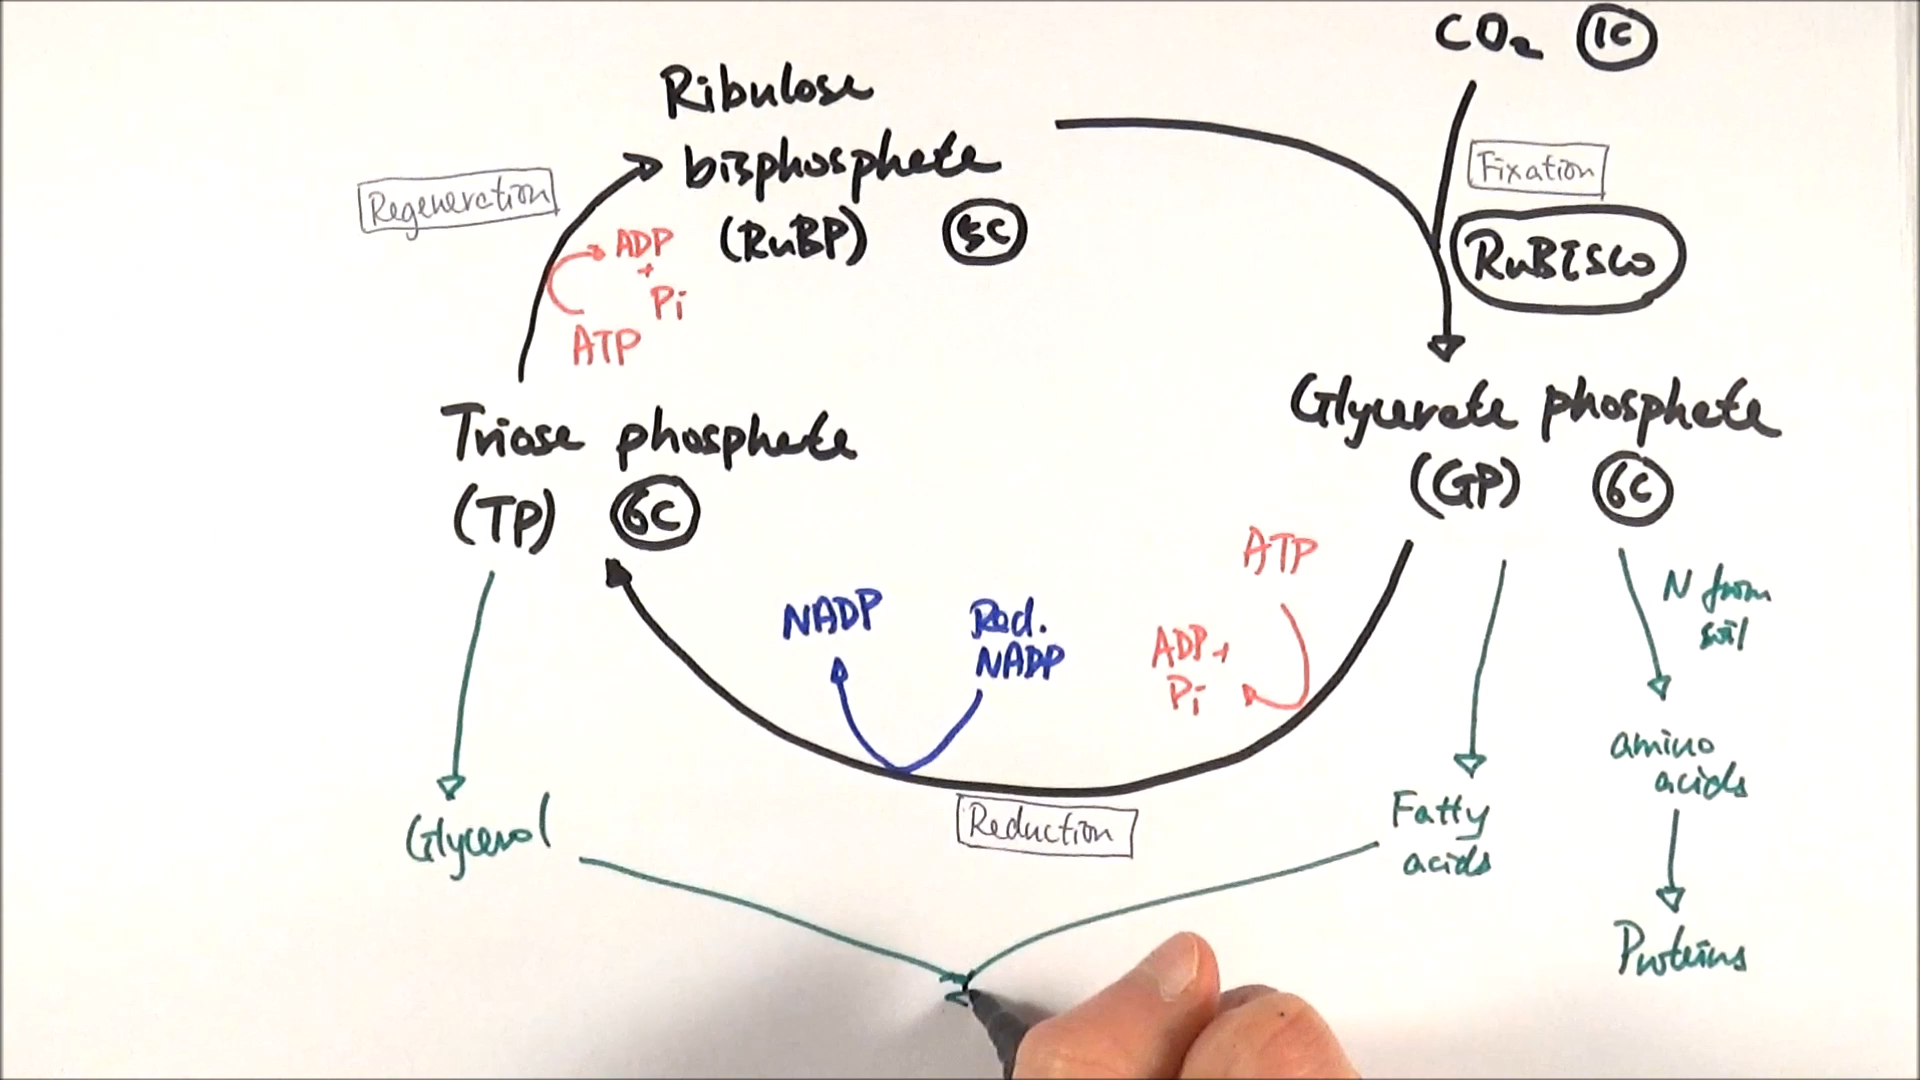 CO₂ 1C
Ribulose
bisphosphate
(RuBP) 5C
Fixation
RuBisCo
Regeneration
ADP
+
Pi
ATP
Triose phosphate
(TP) 6C
Glycerate phosphate
(GP) 6C
NADP
Red.
NADP
ATP
ADP +
Pi
N from
soil
Reduction
Glycerol
Fatty
acids
amino
acids
Proteins